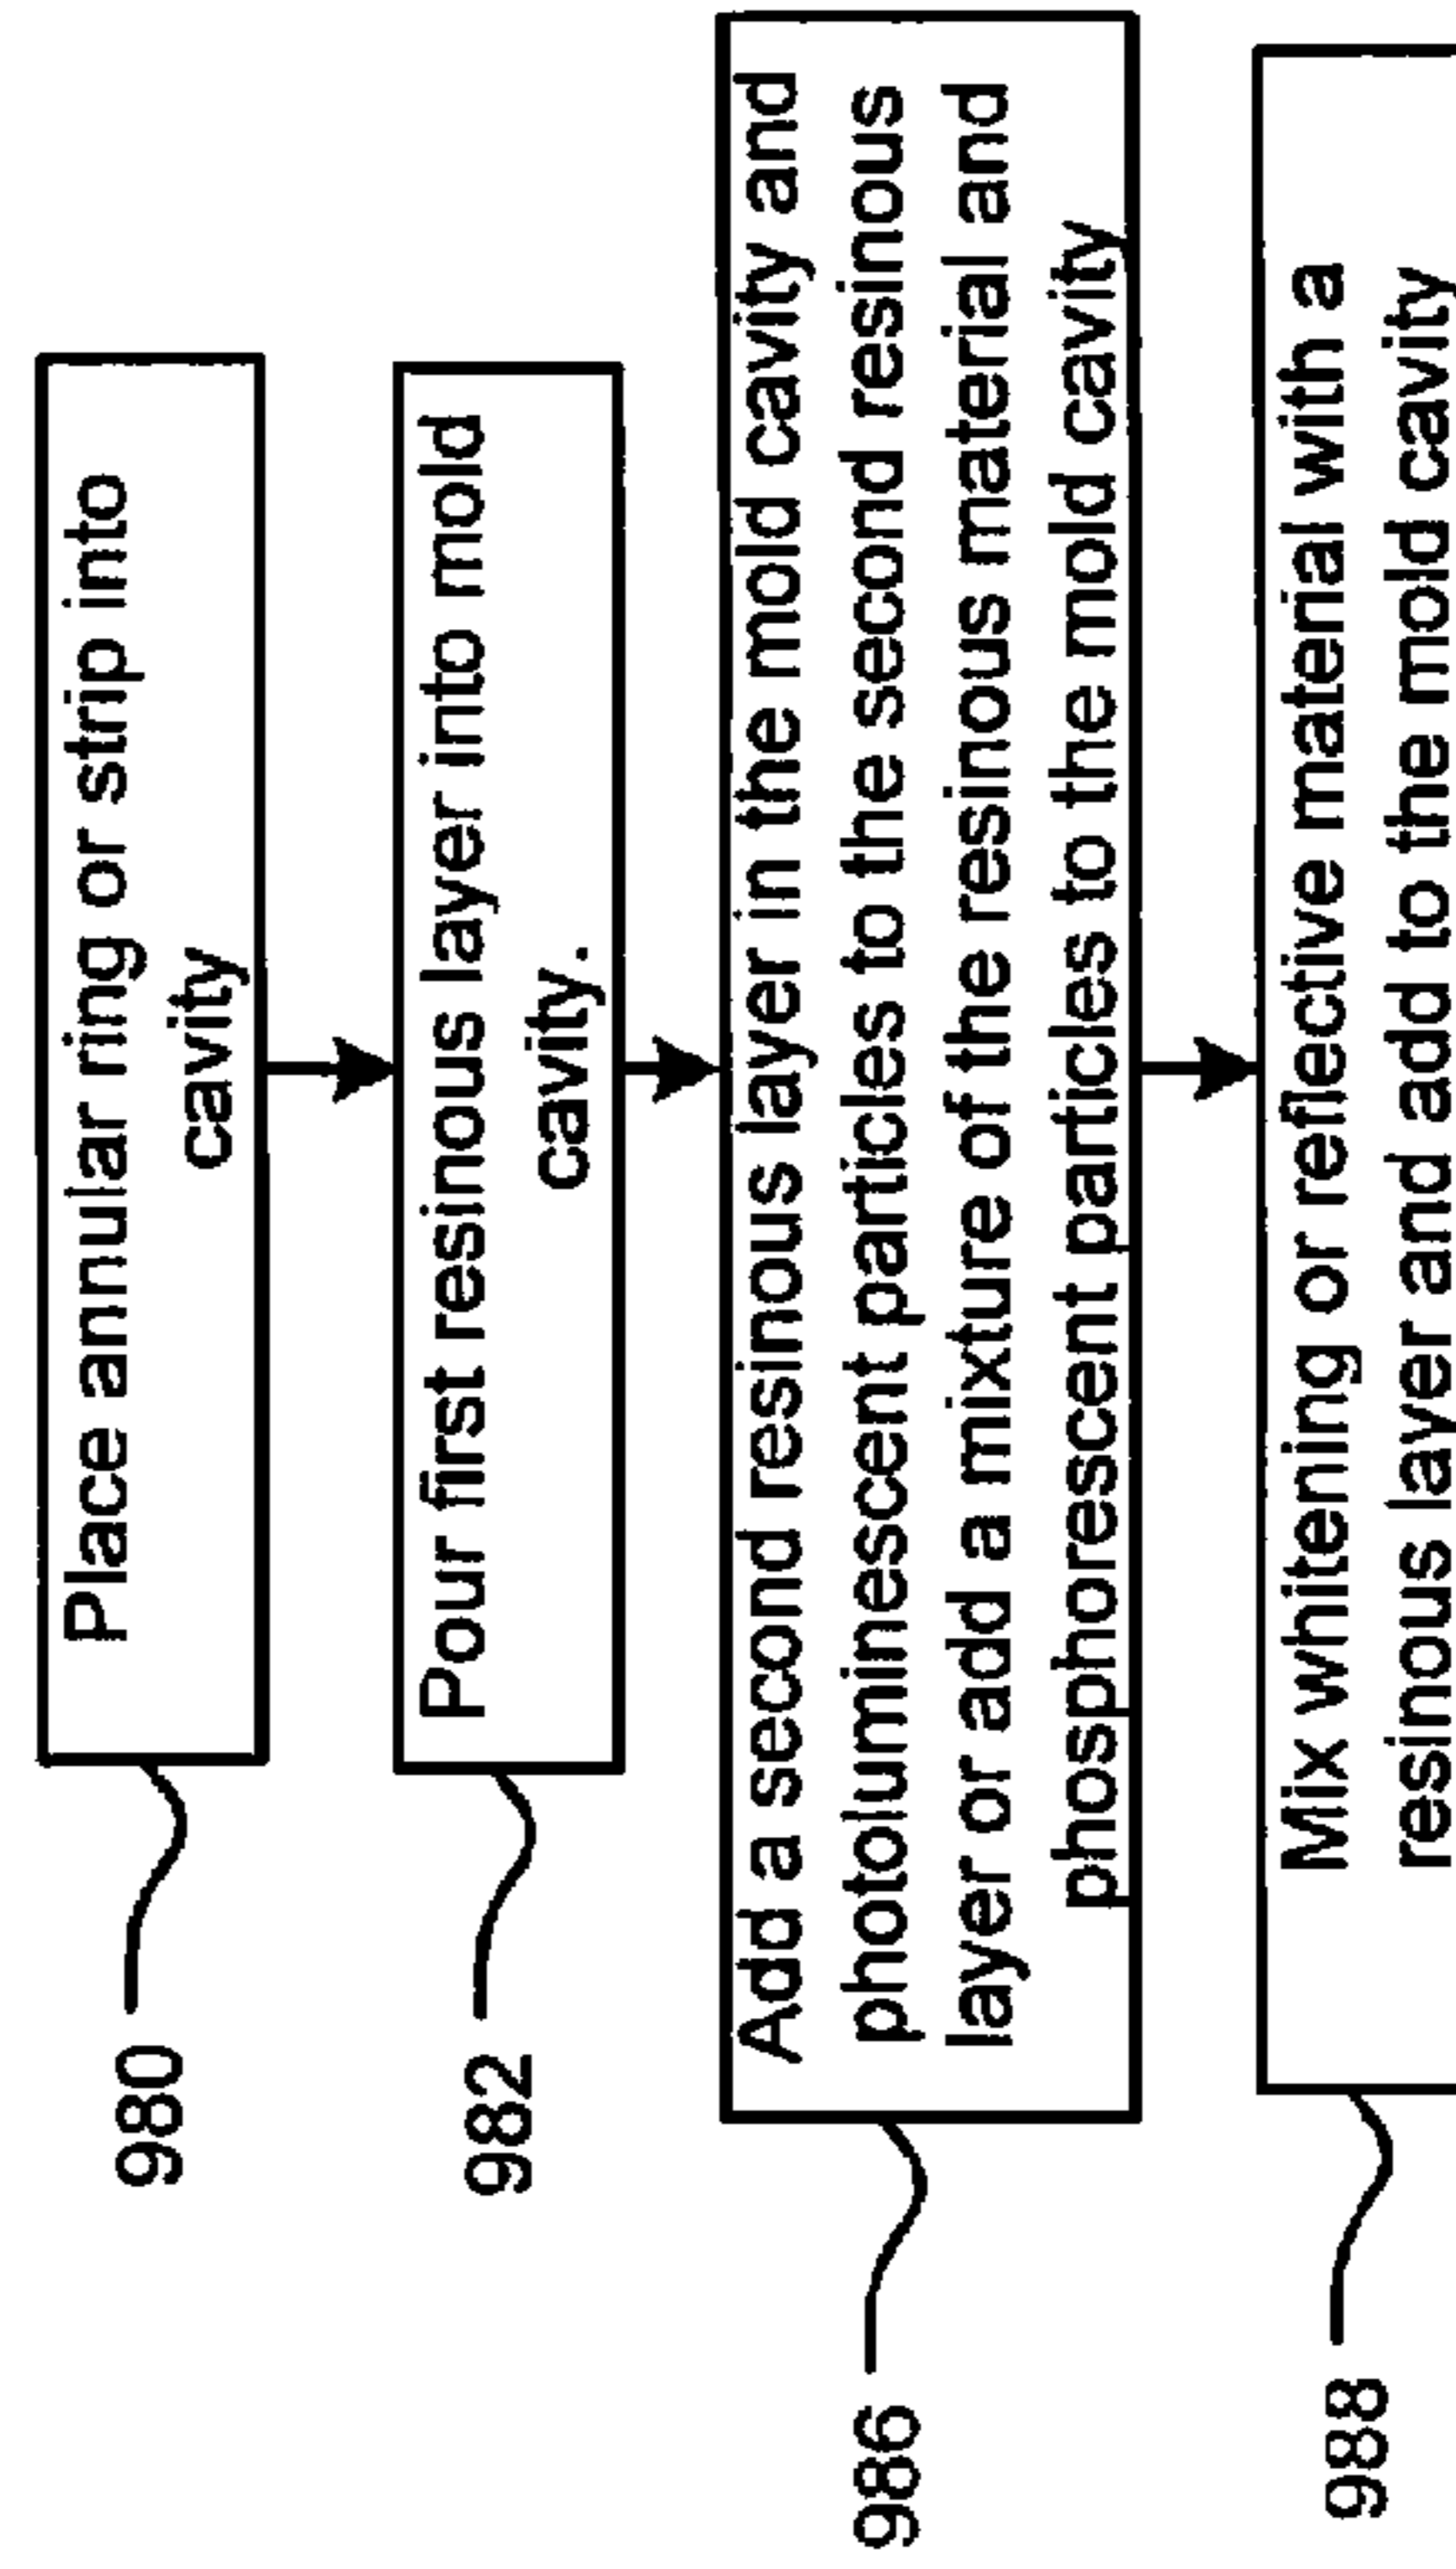 980
Place annular ring or strip into
cavity
982
Pour first resinous layer into mold
cavity.
986
Add a second resinous layer in the mold cavity and
photoluminescent particles to the second resinous
layer or add a mixture of the resinous material and
phosphorescent particles to the mold cavity
988
Mix whitening or reflective material with a
resinous layer and add to the mold cavity